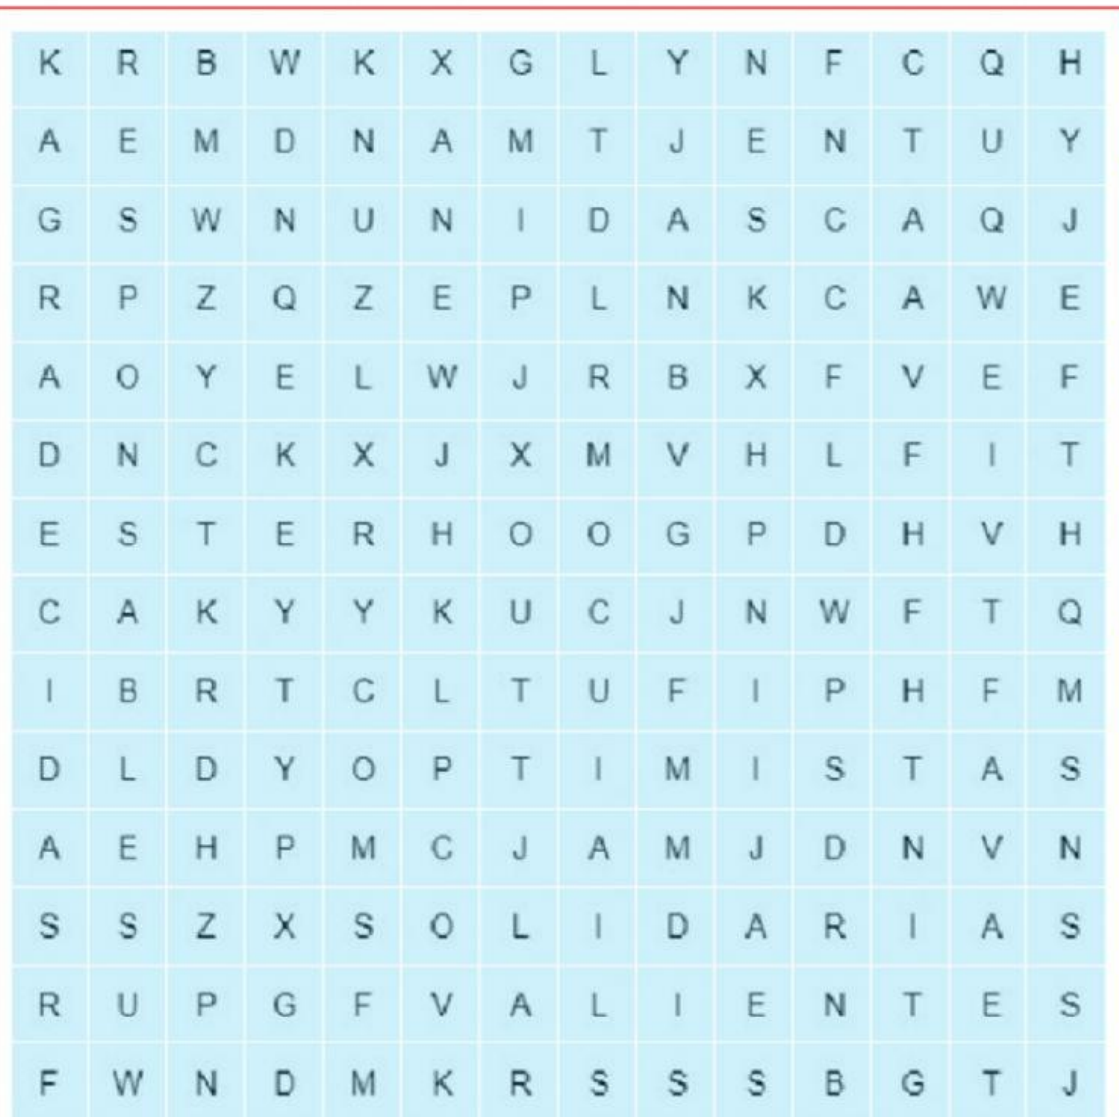 K R B W K X G L Y N F C Q H
A E M D N A M T J E N T U Y
G S W N U N I D A S C A Q J
R P Z Q Z E P L N K C A W E
A O Y E L W J R B X F V E F
D N C K X J X M V H L F I T
E S T E R H O O G P D H V H
C A K Y Y K U C J N W F T Q
I B R T C L T U F I P H F M
D L D Y O P T I M I S T A S
A E H P M C J A M J D N V N
S S Z X S O L I D A R I A S
R U P G F V A L I E N T E S
F W N D M K R S S S B G T J